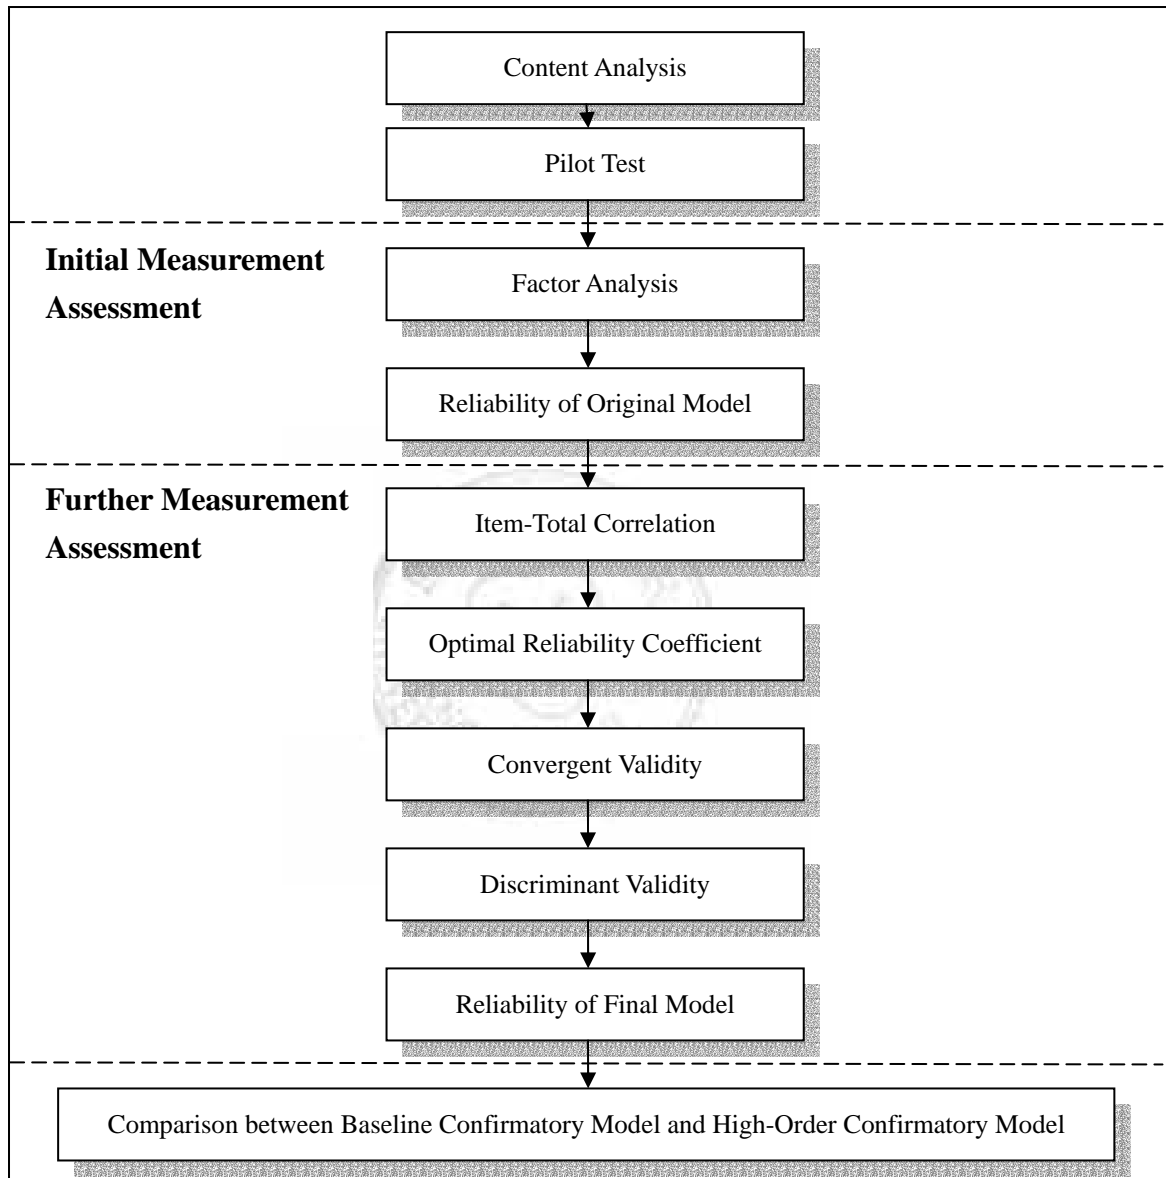 Content Analysis
Pilot Test
Initial Measurement
Assessment
Factor Analysis
Reliability of Original Model
Further Measurement
Assessment
Item-Total Correlation
Optimal Reliability Coefficient
Convergent Validity
Discriminant Validity
Reliability of Final Model
Comparison between Baseline Confirmatory Model and High-Order Confirmatory Model